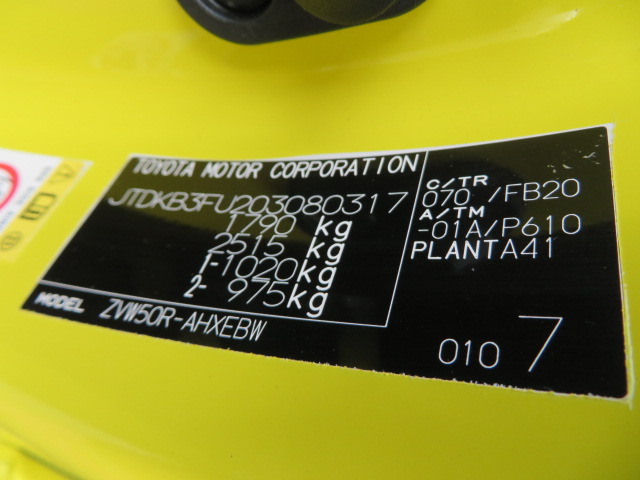 TOYOTA MOTOR CORPORATION
JTDKB3FU203080317
1790 kg
2515 kg
1-1020kg
2- 975kg
MODEL ZVW50R-AHXEBW
C/TR
070 /FB20
A/TM
-01A/P610
PLANTA41
010 7